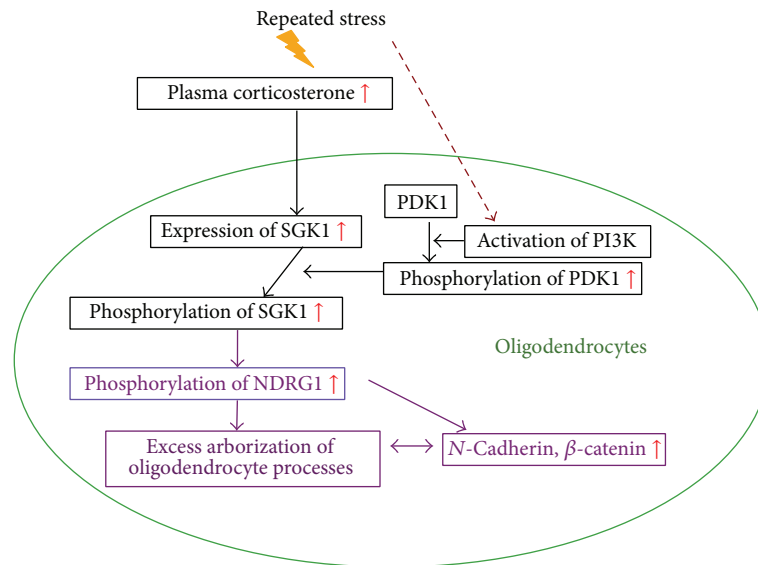 Repeated stress
Plasma corticosterone ↑
PDK1
Expression of SGK1 ↑
Activation of PI3K
Phosphorylation of PDK1 ↑
Phosphorylation of SGK1 ↑
Oligodendrocytes
Phosphorylation of NDRG1 ↑
Excess arborization of
oligodendrocyte processes
N-Cadherin, β-catenin ↑